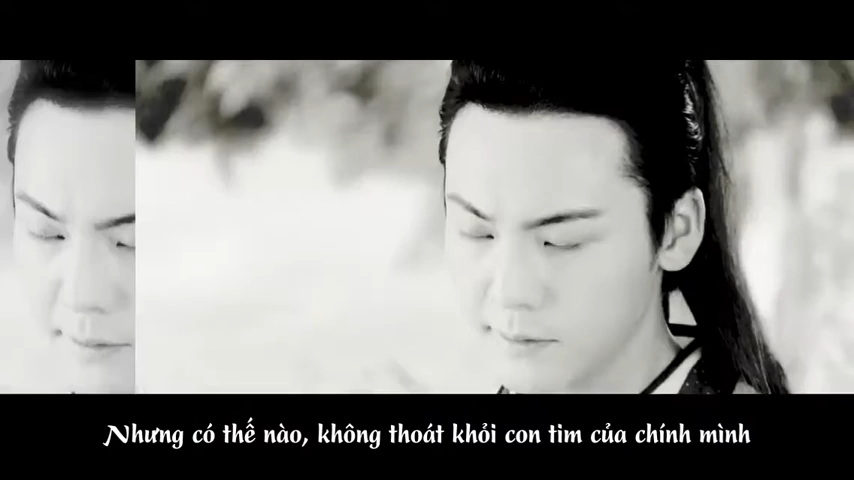 Nhưng có thế nào, không thoát khỏi con tim của chính mình